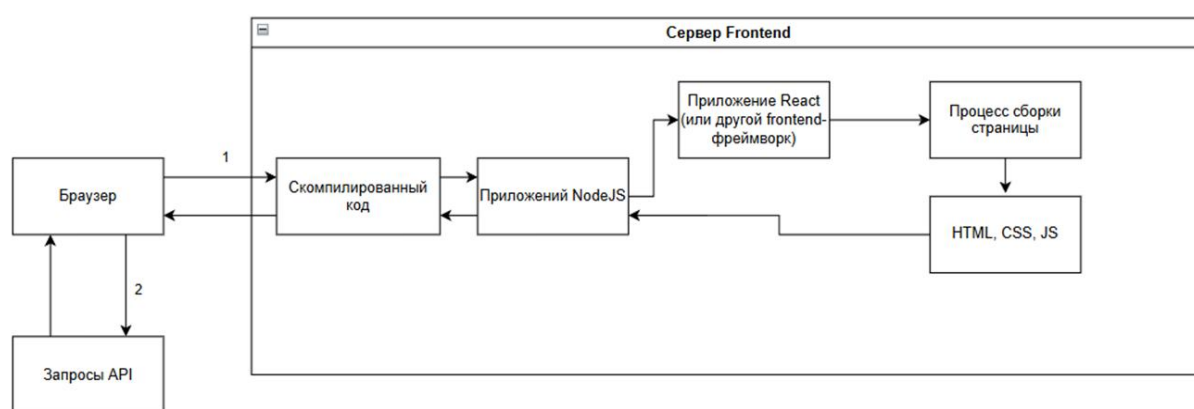 Сервер Frontend
Приложение React
(или другой frontend-
фреймворк)
Процесс сборки
страницы
1
Браузер
Скомпилированный
код
Приложений NodeJS
HTML, CSS, JS
2
Запросы API